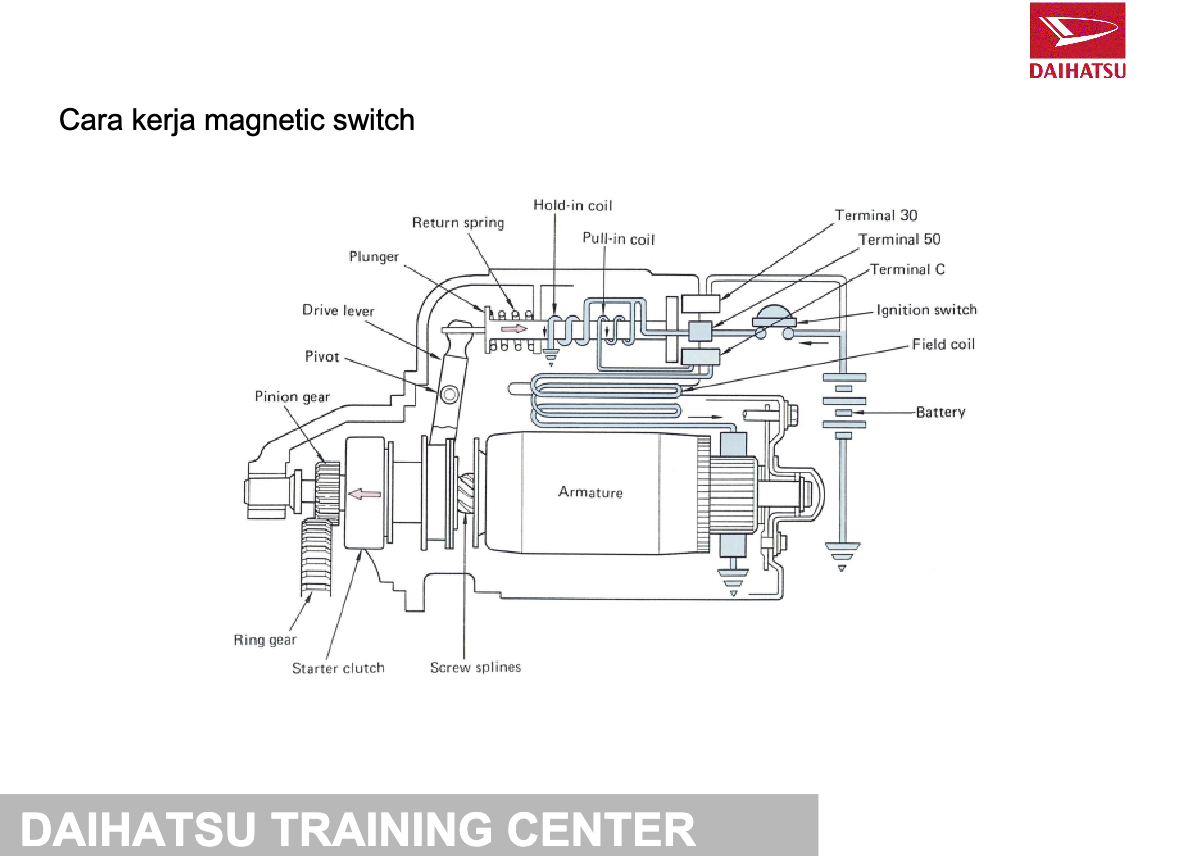 DAIHATSU
Cara kerja magnetic switch
Hold-in coil
Return spring
Pull-in coil
Plunger
Drive lever
Pivot
Pinion gear
Terminal 30
Terminal 50
Terminal C
Ignition switch
Field coil
Battery
Armature
Ring gear
Starter clutch
Screw splines
DAIHATSU TRAINING CENTER